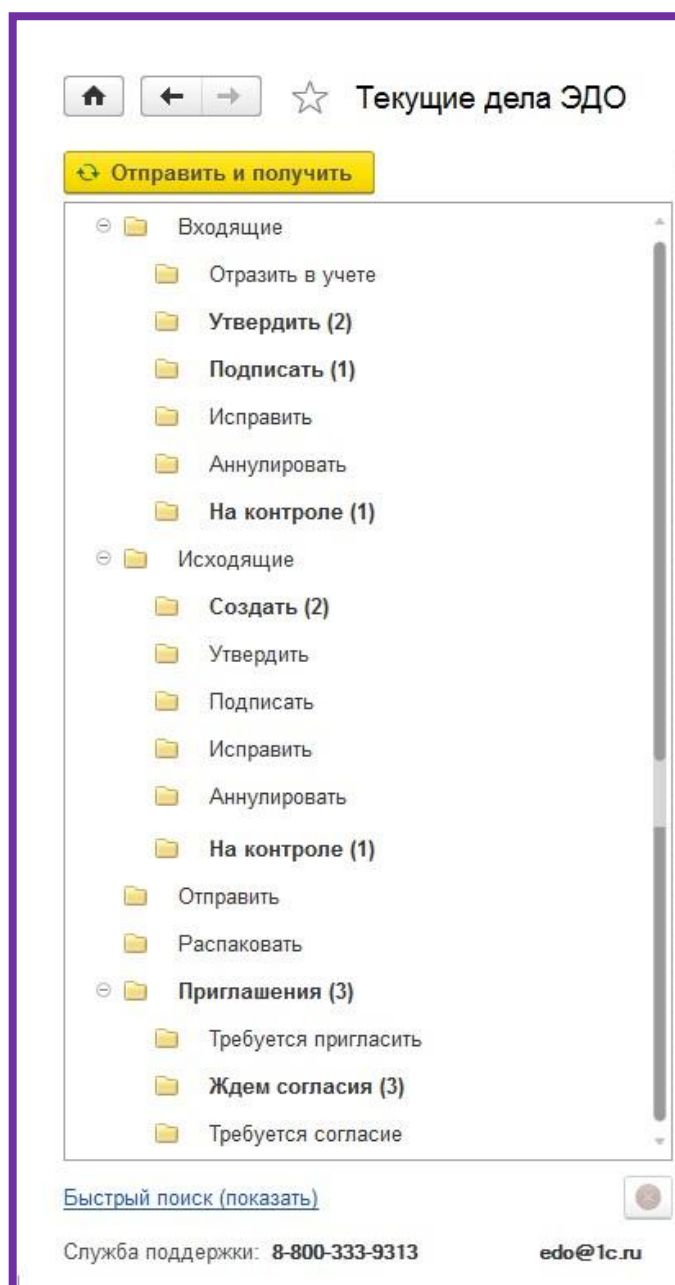 Текущие дела ЭДО
Отправить и получить
Входящие
Отразить в учете
Утвердить (2)
Подписать (1)
Исправить
Аннулировать
На контроле (1)
Исходящие
Создать (2)
Утвердить
Подписать
Исправить
Аннулировать
На контроле (1)
Отправить
Распаковать
Приглашения (3)
Требуется пригласить
Ждем согласия (3)
Требуется согласие
Быстрый поиск (показать)
Служба поддержки: 8-800-333-9313 edo@1c.ru